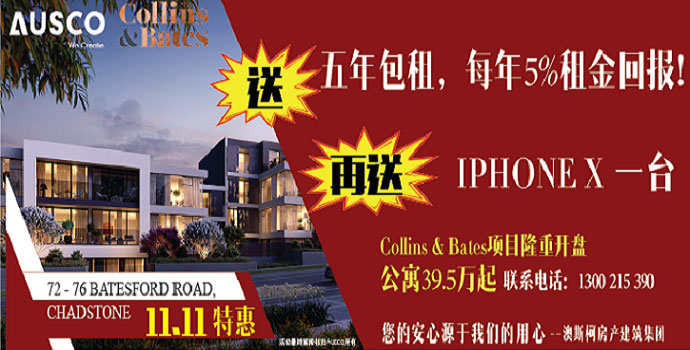 AUSCO
We Create.
Collins
&Bates
送 五年包租，每年5%租金回报!
再送 IPHONE X 一台
Collins & Bates项目隆重开盘
公寓39.5万起 联系电话: 1300 215 390
72 - 76 BATESFORD ROAD,
CHADSTONE 11.11 特惠
您的安心源于我们的用心 --澳斯柯房产建筑集团